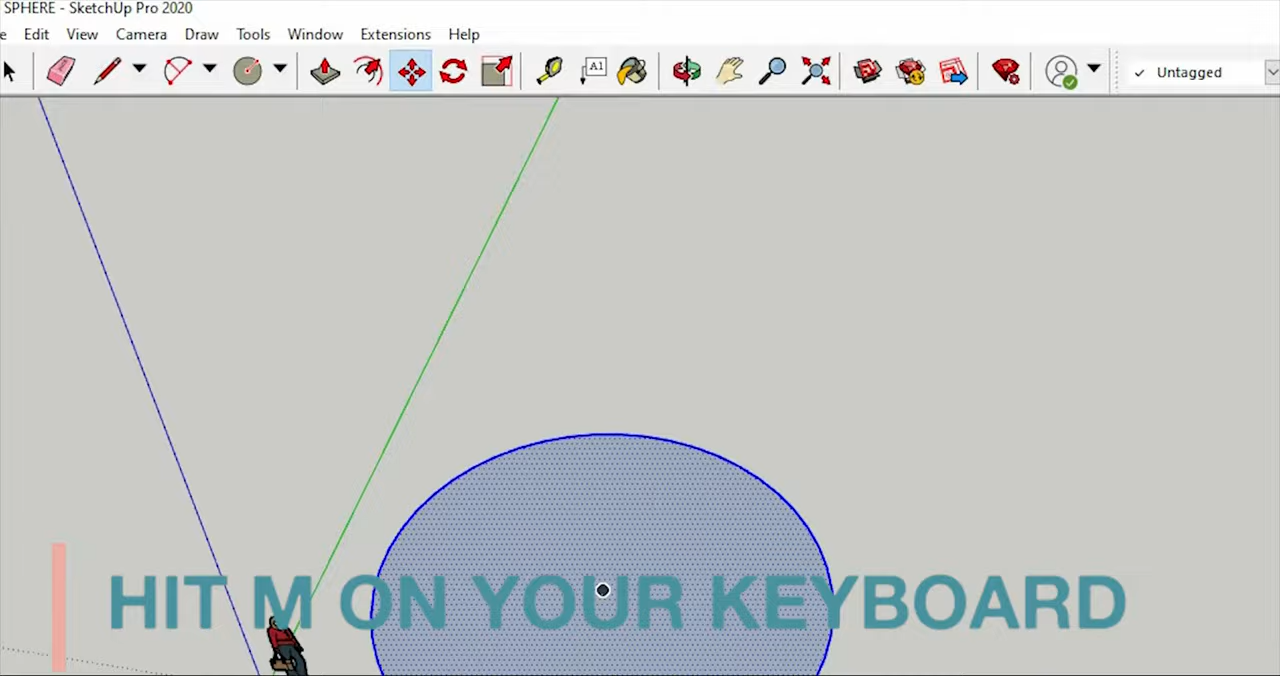 SPHERE - SketchUp Pro 2020
e Edit View Camera Draw Tools Window Extensions Help
A1
Untagged
HIT M ON YOUR KEYBOARD